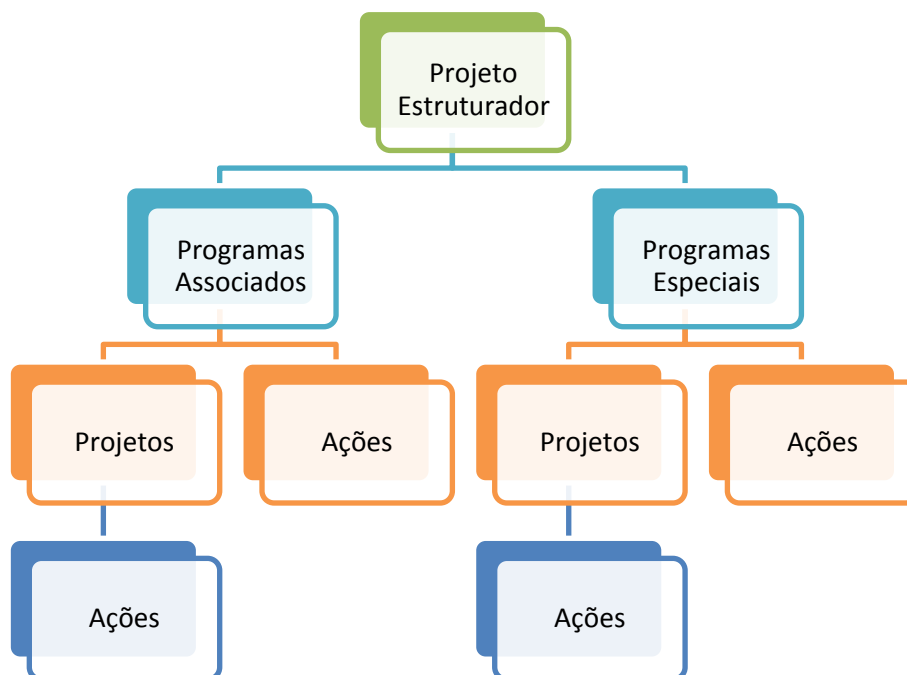 Projeto
Estruturador
Programas
Associados
Programas
Especiais
Projetos
Ações
Projetos
Ações
Ações
Ações